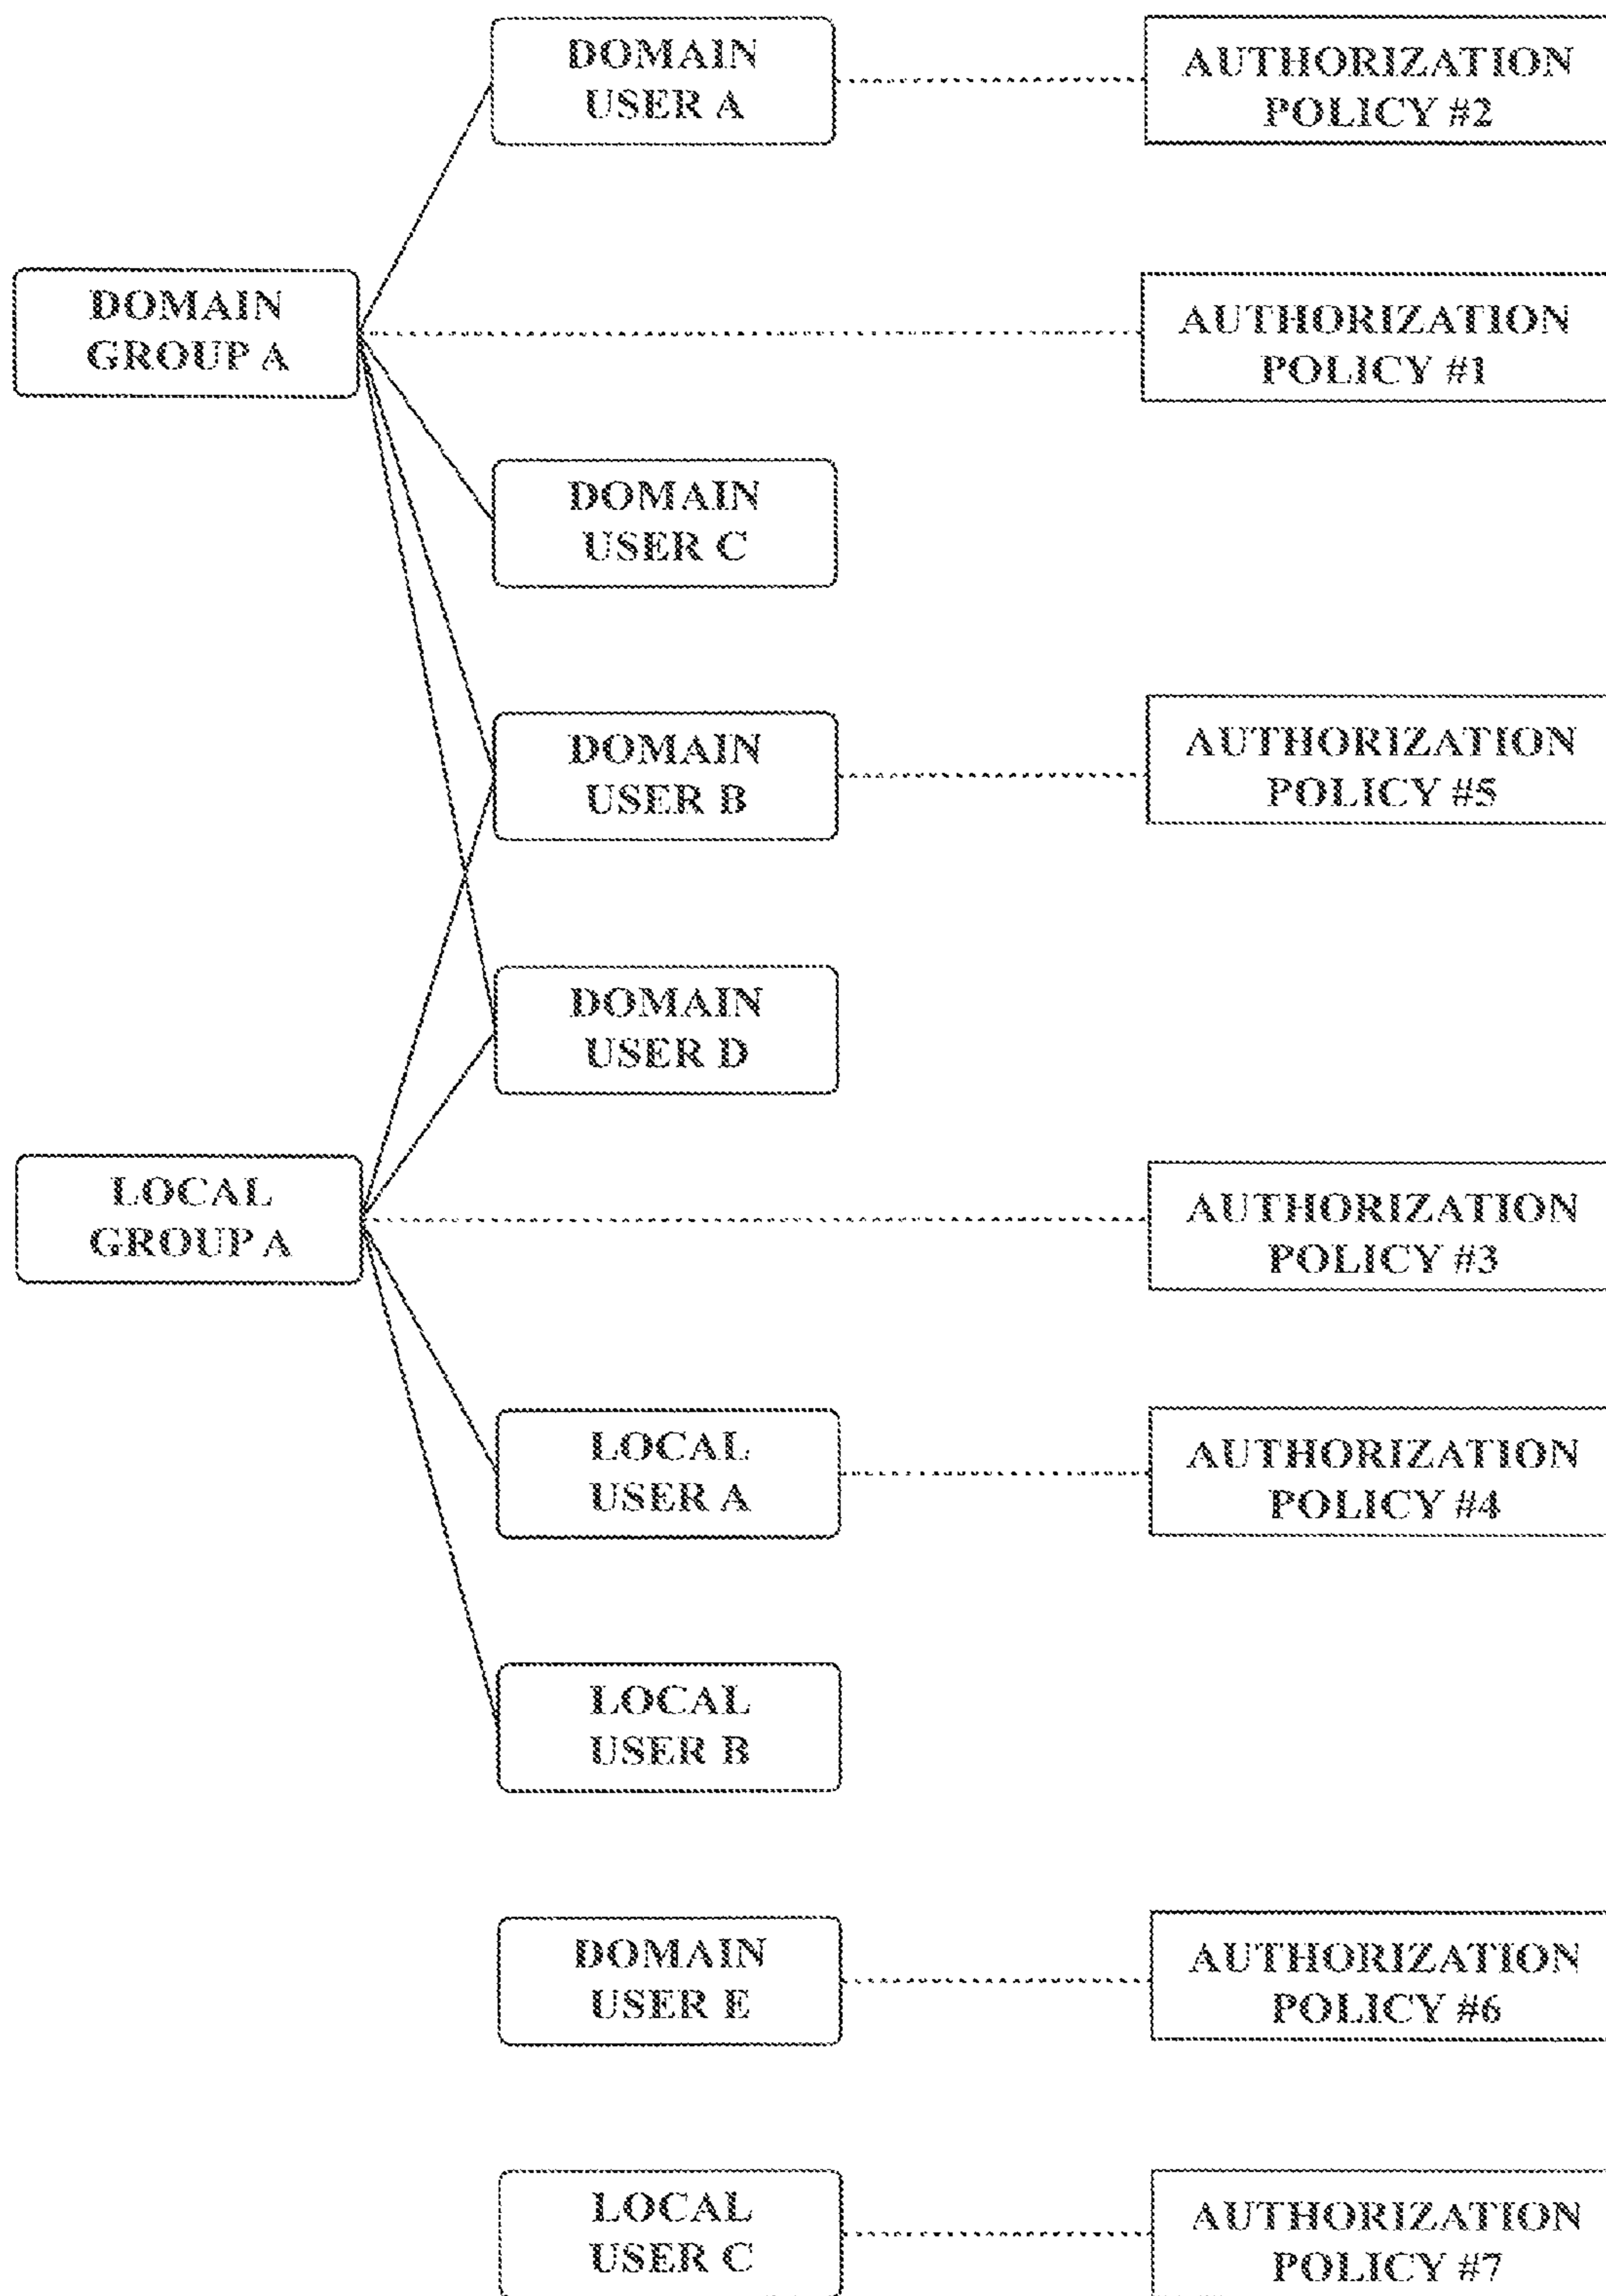 DOMAIN
USER A
AUTHORIZATION
POLICY #2
DOMAIN
GROUP A
AUTHORIZATION
POLICY #1
DOMAIN
USER C
DOMAIN
USER B
AUTHORIZATION
POLICY #5
DOMAIN
USER D
LOCAL
GROUP A
AUTHORIZATION
POLICY #3
LOCAL
USER A
AUTHORIZATION
POLICY #4
LOCAL
USER B
DOMAIN
USER E
AUTHORIZATION
POLICY #6
LOCAL
USER C
AUTHORIZATION
POLICY #7